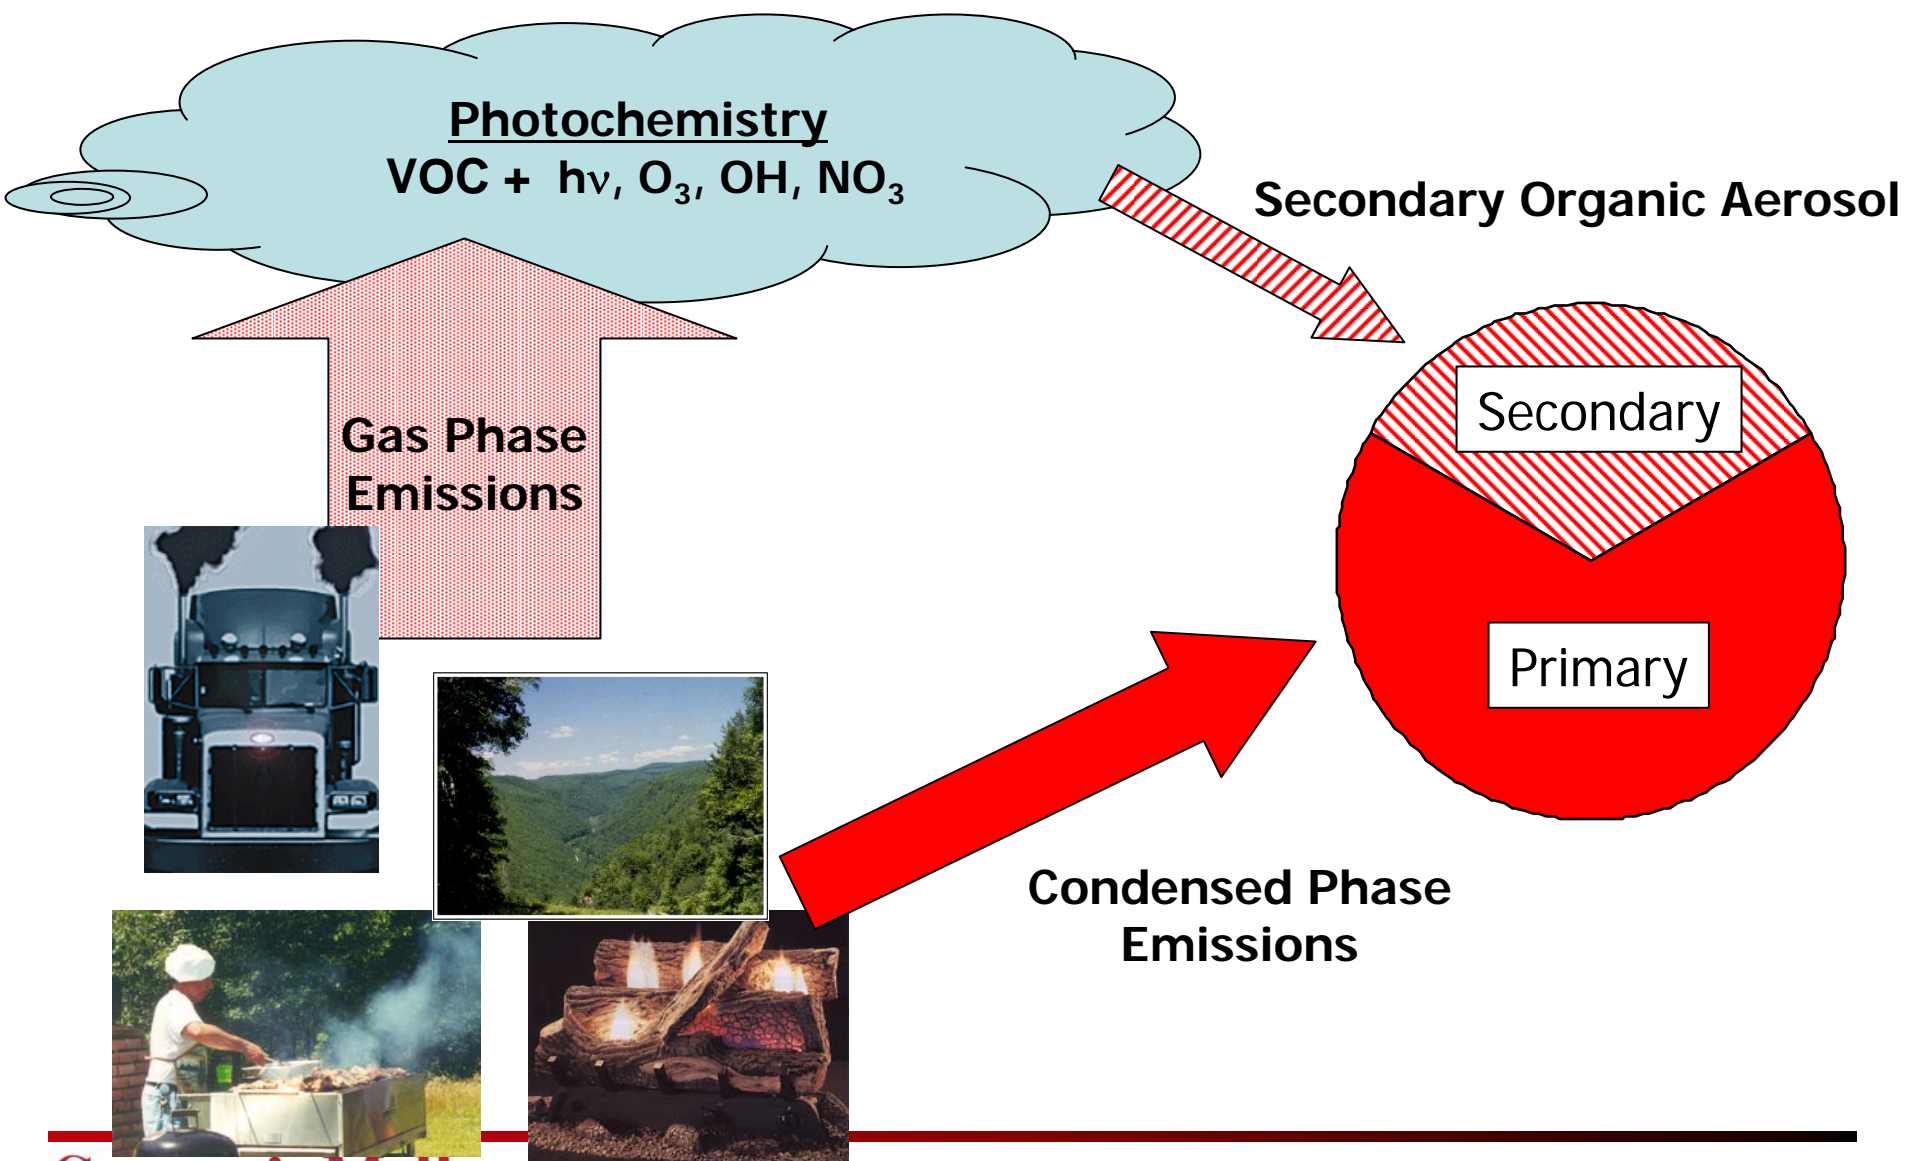 Photochemistry
VOC + hν, O₃, OH, NO₃
Secondary Organic Aerosol
Secondary
Gas Phase
Emissions
Primary
Condensed Phase
Emissions